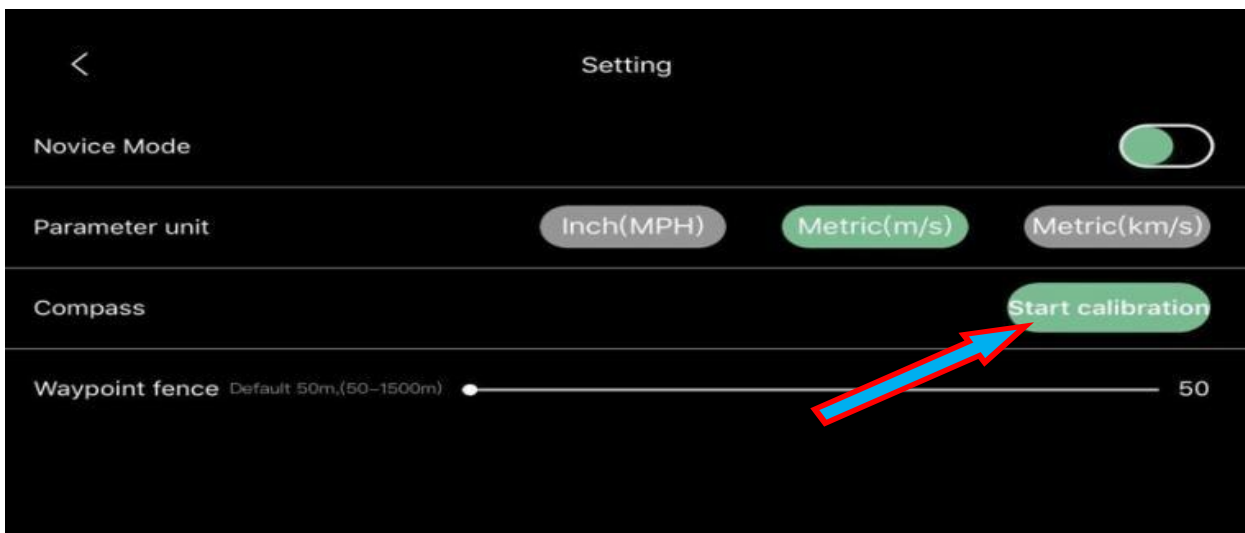 Setting
Novice Mode
Parameter unit Inch(MPH) Metric(m/s) Metric(km/s)
Compass Start calibration
Waypoint fence Default 50m,(50-1500m) 50